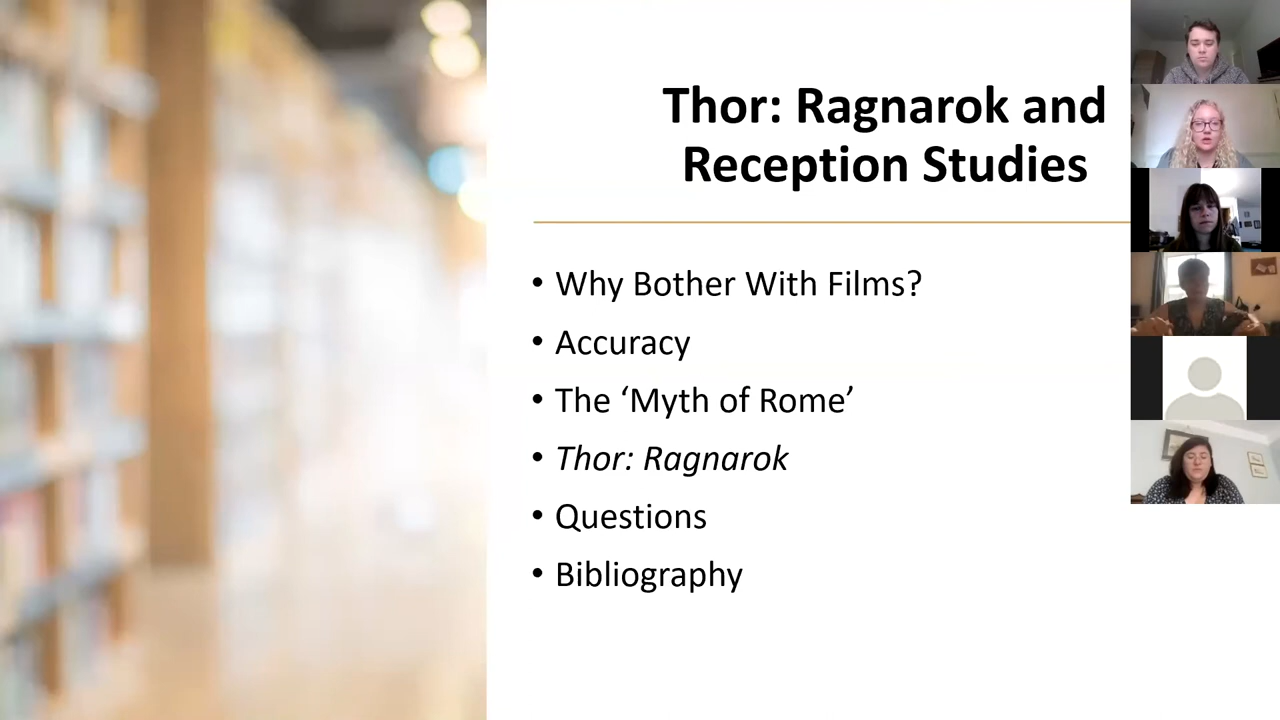 Thor: Ragnarok and
Reception Studies
• Why Bother With Films?
• Accuracy
• The ‘Myth of Rome’
• Thor: Ragnarok
• Questions
• Bibliography